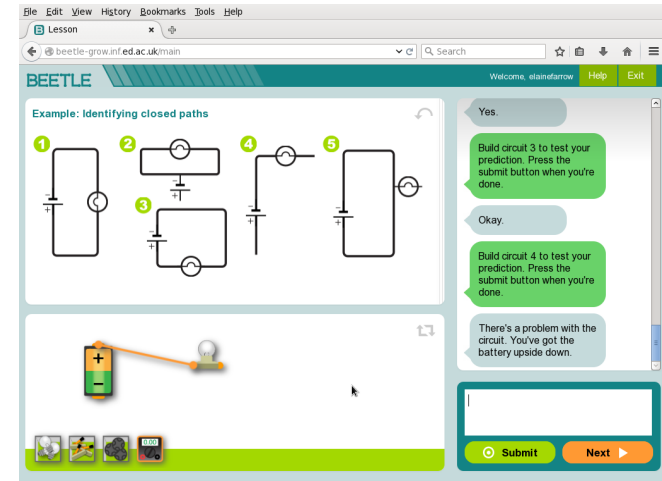 File Edit View History Bookmarks Tools Help
Lesson
beetle-grow.inf.ed.ac.uk/main
Search
BEETLE
Welcome, elainefarrow
Help
Exit
Example: Identifying closed paths
1
2
3
4
5
-
+
-
+
-
+
-
+
-
+
Yes.
Build circuit 3 to test your
prediction. Press the
submit button when you're
done.
Okay.
Build circuit 4 to test your
prediction. Press the
submit button when you're
done.
There's a problem with the
circuit. You've got the
battery upside down.
+
–
0.00
Submit
Next